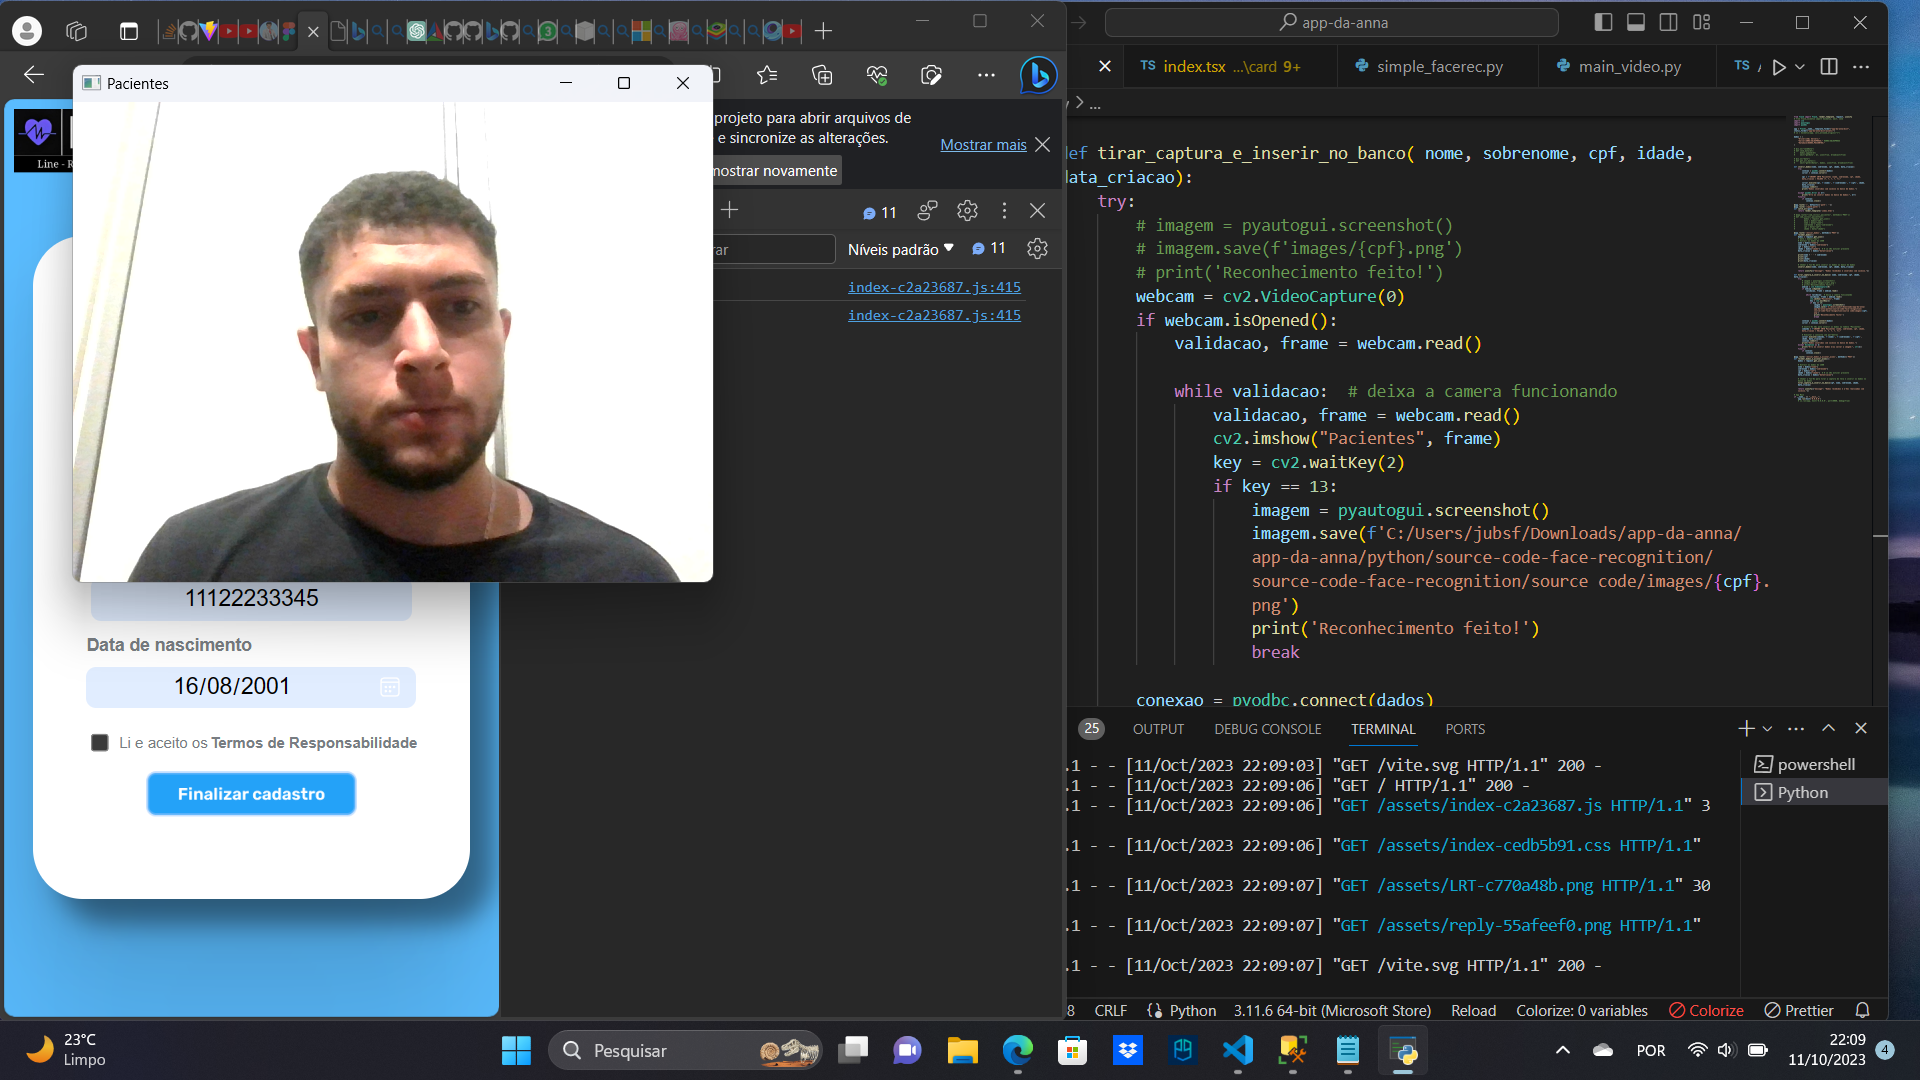 Pacientes
Line - R
11122233345
Data de nascimento
16/08/2001
Li e aceito os Termos de Responsabilidade
Finalizar cadastro
projeto para abrir arquivos de
e sincronize as alterações.
Mostrar mais
mostrar novamente
11
rar
Níveis padrão
11
index-c2a23687.js:415
index-c2a23687.js:415
app-da-anna
TS index.tsx ...\card 9+
simple_facerec.py
main_video.py
TS
...
def tirar_captura_e_inserir_no_banco( nome, sobrenome, cpf, idade,
data_criacao):
try:
# imagem = pyautogui.screenshot()
# imagem.save(f'images/{cpf}.png')
# print('Reconhecimento feito!')
webcam = cv2.VideoCapture(0)
if webcam.isOpened():
validacao, frame = webcam.read()
while validacao:  # deixa a camera funcionando
validacao, frame = webcam.read()
cv2.imshow("Pacientes", frame)
key = cv2.waitKey(2)
if key == 13:
imagem = pyautogui.screenshot()
imagem.save(f'C:/Users/jubsf/Downloads/app-da-anna/
app-da-anna/python/source-code-face-recognition/
source-code-face-recognition/source code/images/{cpf}.
png')
print('Reconhecimento feito!')
break
conexao = pyodbc.connect(dados)
25 OUTPUT DEBUG CONSOLE TERMINAL PORTS
.1 - - [11/Oct/2023 22:09:03] "GET /vite.svg HTTP/1.1" 200 -
.1 - - [11/Oct/2023 22:09:06] "GET / HTTP/1.1" 200 -
.1 - - [11/Oct/2023 22:09:06] "GET /assets/index-c2a23687.js HTTP/1.1" 3
.1 - - [11/Oct/2023 22:09:06] "GET /assets/index-cedb5b91.css HTTP/1.1"
.1 - - [11/Oct/2023 22:09:07] "GET /assets/LRT-c770a48b.png HTTP/1.1" 30
.1 - - [11/Oct/2023 22:09:07] "GET /assets/reply-55afeef0.png HTTP/1.1"
.1 - - [11/Oct/2023 22:09:07] "GET /vite.svg HTTP/1.1" 200 -
powershell
Python
8 CRLF Python 3.11.6 64-bit (Microsoft Store) Reload Colorize: 0 variables Colorize Prettier
23°C
Limpo
Pesquisar
POR
22:09
11/10/2023
4